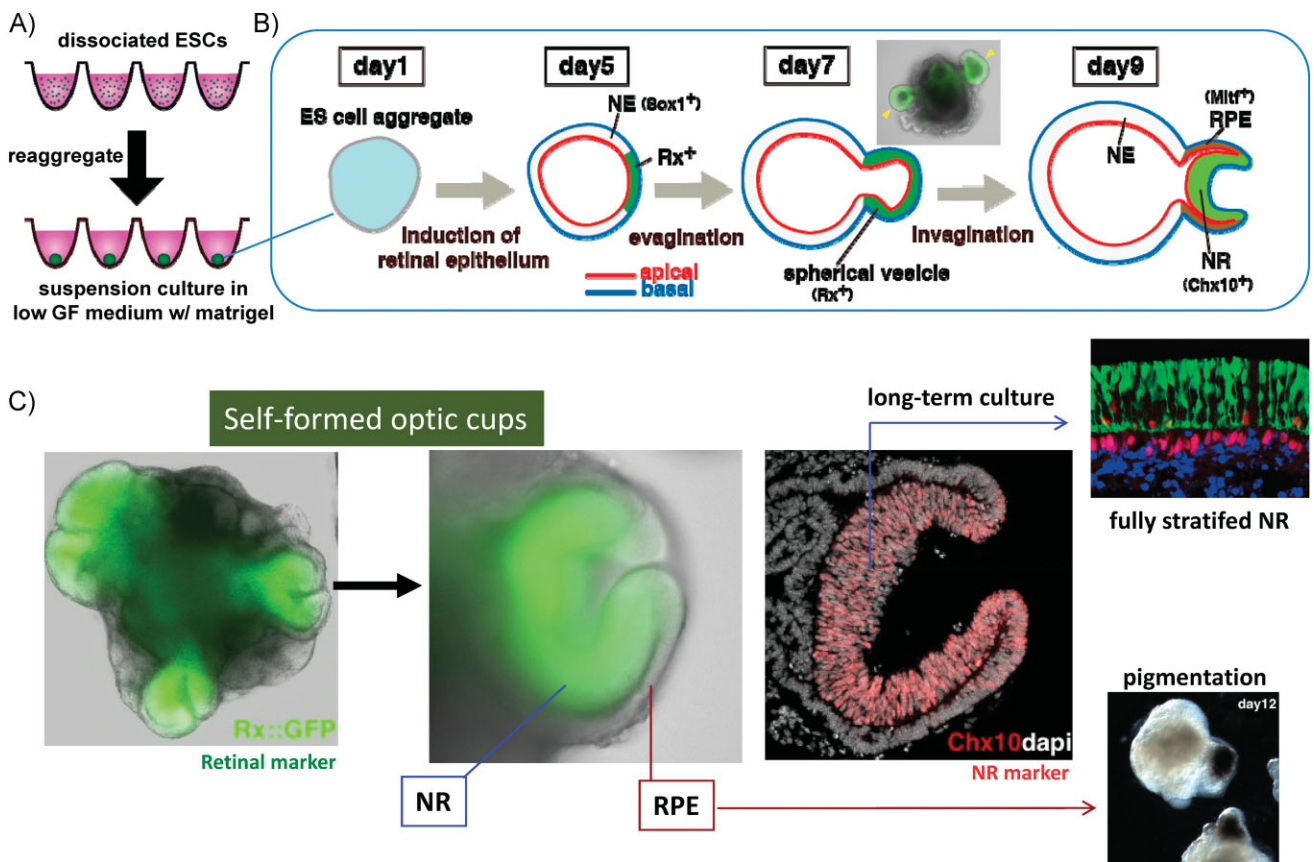 A)
dissociated ESCs
reaggregate
suspension culture in
low GF medium w/ matrigel
B)
day1
day5
day7
day9
ES cell aggregate
NE (Sox1+)
Rx+
(Mitf+)
RPE
NE
Induction of
retinal epithelium
evagination
Invagination
apical
basal
spherical vesicle
(Rx+)
NR
(Chx10+)
C)
Self-formed optic cups
long-term culture
fully stratifed NR
Rx::GFP
Retinal marker
Chx10dapi
NR marker
pigmentation
day12
NR
RPE